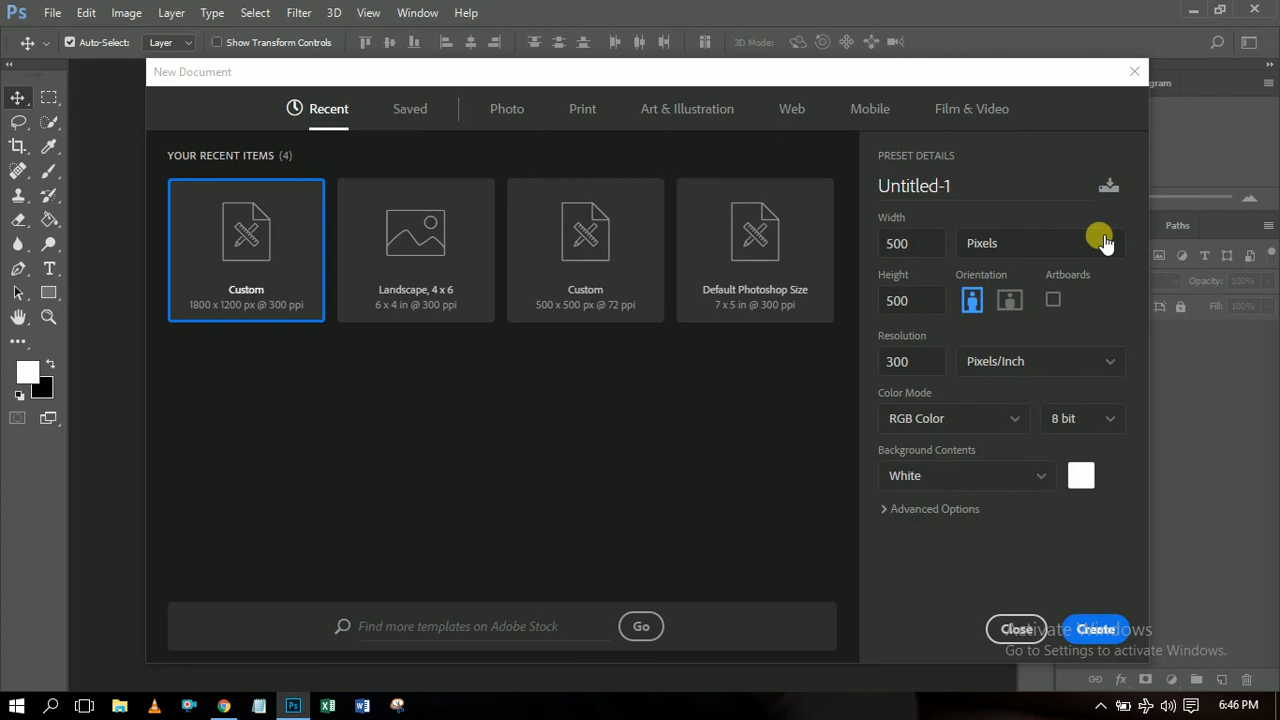 Ps File Edit Image Layer Type Select Filter 3D View Window Help
Auto-Select: Layer Show Transform Controls 3D Mode:
New Document
Recent Saved Photo Print Art & Illustration Web Mobile Film & Video
YOUR RECENT ITEMS (4)
Custom
1800 x 1200 px @ 300 ppi
Landscape, 4 x 6
6 x 4 in @ 300 ppi
Custom
500 x 500 px @ 72 ppi
Default Photoshop Size
7 x 5 in @ 300 ppi
Find more templates on Adobe Stock Go
PRESET DETAILS
Untitled-1
Width
500 Pixels
Height Orientation Artboards
500
Resolution
300 Pixels/Inch
Color Mode
RGB Color 8 bit
Background Contents
White
Advanced Options
Close Create
Activate Windows
Go to Settings to activate Windows.
Paths
Opacity: 100%
Fill: 100%
6:46 PM